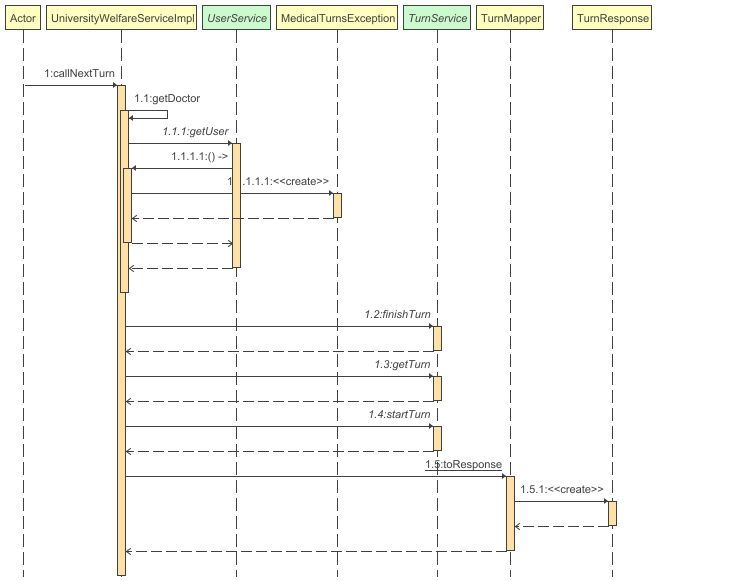 Actor UniversityWelfareServiceImpl UserService MedicalTurnsException TurnService TurnMapper TurnResponse
1:callNextTurn
1.1:getDoctor
1.1.1:getUser
1.1.1.1:() ->
.1.1.1:<<create>>
1.2:finishTurn
1.3:getTurn
1.4:startTurn
1.5:toResponse
1.5.1:<<create>>